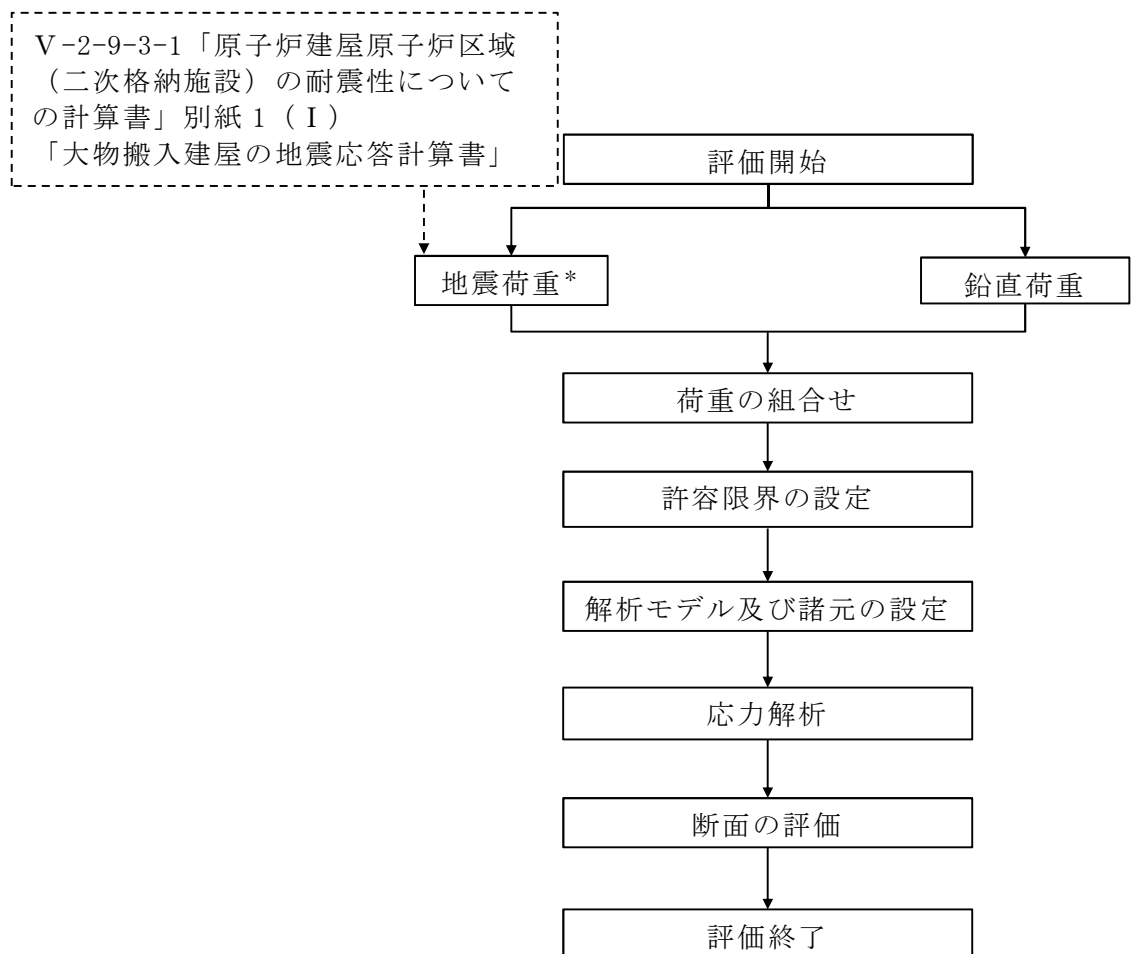 Ⅴ-2-9-3-1「原子炉建屋原子炉区域
（二次格納施設）の耐震性について
の計算書」別紙 1（Ⅰ）
「大物搬入建屋の地震応答計算書」
評価開始
地震荷重*
鉛直荷重
荷重の組合せ
許容限界の設定
解析モデル及び諸元の設定
応力解析
断面の評価
評価終了